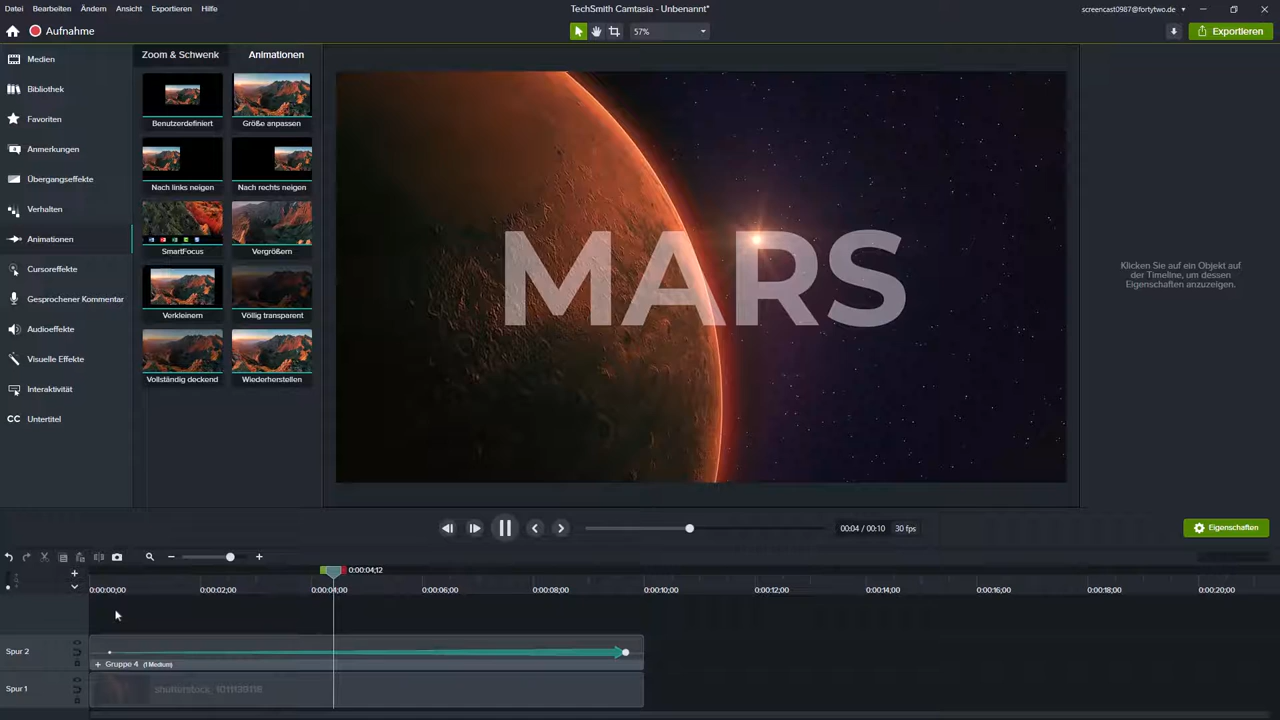 Datei Bearbeiten Ändern Ansicht Exportieren Hilfe
TechSmith Camtasia - Unbenannt*
screencast0987@fortytwo.de
Aufnahme
57%
Exportieren
Medien
Bibliothek
Favoriten
Anmerkungen
Übergangseffekte
Verhalten
Animationen
Cursoreffekte
Gesprochener Kommentar
Audioeffekte
Visuelle Effekte
Interaktivität
CC Untertitel
Zoom & Schwenk Animationen
Benutzerdefiniert Größe anpassen
Nach links neigen Nach rechts neigen
SmartFocus Vergrößern
Verkleinern Völlig transparent
Vollständig deckend Wiederherstellen
MARS
Klicken Sie auf ein Objekt auf
der Timeline, um dessen
Eigenschaften anzuzeigen.
00:04 / 00:10 30 fps
Eigenschaften
0:00:04;12
0:00:00;00 0:00:02;00 0:00:04;00 0:00:06;00 0:00:08;00 0:00:10;00 0:00:12;00 0:00:14;00 0:00:16;00 0:00:18;00 0:00:20;00
Spur 2
+ Gruppe 4 (1 Medium)
Spur 1
shutterstock_1011139118